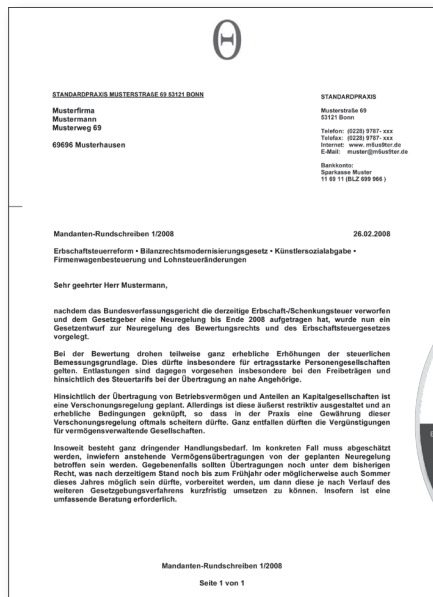 STANDARDPRAXIS MUSTERSTRAßE 69 53121 BONN
Musterfirma
Mustermann
Musterweg 69
69696 Musterhausen
STANDARDPRAXIS
Musterstraße 69
53121 Bonn
Telefon: (0228) 9787- xxx
Telefax: (0228) 9787- xxx
Internet: www. m6us9ter.de
E-Mail: muster@m6us9ter.de
Bankkonto:
Sparkasse Muster
11 69 11 (BLZ 699 966 )
Mandanten-Rundschreiben 1/2008 26.02.2008
Erbschaftsteuerreform • Bilanzrechtsmodernisierungsgesetz • Künstlersozialabgabe •
Firmenwagenbesteuerung und Lohnsteueränderungen
Sehr geehrter Herr Mustermann,
nachdem das Bundesverfassungsgericht die derzeitige Erbschaft-/Schenkungsteuer verworfen
und dem Gesetzgeber eine Neuregelung bis Ende 2008 aufgetragen hat, wurde nun ein
Gesetzentwurf zur Neuregelung des Bewertungsrechts und des Erbschaftsteuergesetzes
vorgelegt.
Bei der Bewertung drohen teilweise ganz erhebliche Erhöhungen der steuerlichen
Bemessungsgrundlage. Dies dürfte insbesondere für ertragsstarke Personengesellschaften
gelten. Entlastungen sind dagegen vorgesehen insbesondere bei den Freibeträgen und
hinsichtlich des Steuertarifs bei der Übertragung an nahe Angehörige.
Hinsichtlich der Übertragung von Betriebsvermögen und Anteilen an Kapitalgesellschaften ist
eine Verschonungsregelung geplant. Allerdings ist diese äußerst restriktiv ausgestaltet und an
erhebliche Bedingungen geknüpft, so dass in der Praxis eine Gewährung dieser
Verschonungsregelung oftmals scheitern dürfte. Ganz entfallen dürften die Vergünstigungen
für vermögensverwaltende Gesellschaften.
Insoweit besteht ganz dringender Handlungsbedarf. Im konkreten Fall muss abgeschätzt
werden, inwiefern anstehende Vermögensübertragungen von der geplanten Neuregelung
betroffen sein werden. Gegebenenfalls sollten Übertragungen noch unter dem bisherigen
Recht, was nach derzeitigem Stand noch bis zum Frühjahr oder möglicherweise auch Sommer
dieses Jahres möglich sein dürfte, vorbereitet werden, um dann diese je nach Verlauf des
weiteren Gesetzgebungsverfahrens kurzfristig umsetzen zu können. Insofern ist eine
umfassende Beratung erforderlich.
Mandanten-Rundschreiben 1/2008
Seite 1 von 1